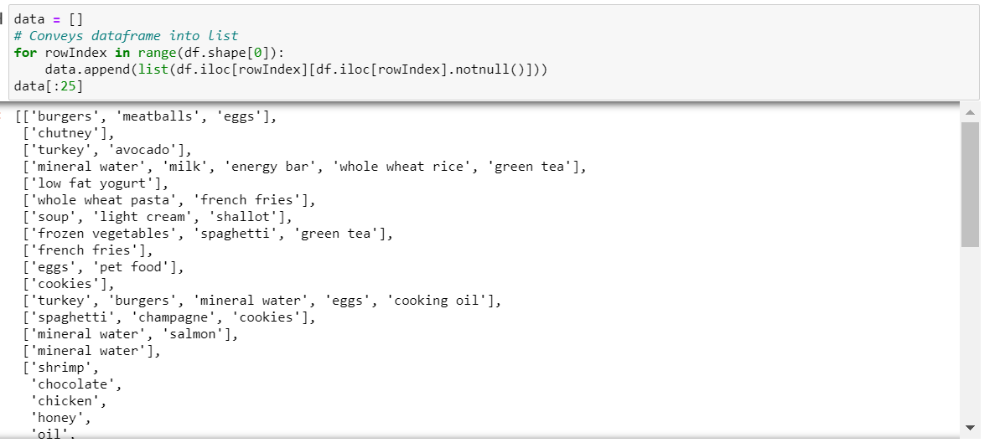 data = []
# Conveys dataframe into list
for rowIndex in range(df.shape[0]):
    data.append(list(df.iloc[rowIndex][df.iloc[rowIndex].notnull()]))
data[:25]
[['burgers', 'meatballs', 'eggs'],
 ['chutney'],
 ['turkey', 'avocado'],
 ['mineral water', 'milk', 'energy bar', 'whole wheat rice', 'green tea'],
 ['low fat yogurt'],
 ['whole wheat pasta', 'french fries'],
 ['soup', 'light cream', 'shallot'],
 ['frozen vegetables', 'spaghetti', 'green tea'],
 ['french fries'],
 ['eggs', 'pet food'],
 ['cookies'],
 ['turkey', 'burgers', 'mineral water', 'eggs', 'cooking oil'],
 ['spaghetti', 'champagne', 'cookies'],
 ['mineral water', 'salmon'],
 ['mineral water'],
 ['shrimp',
  'chocolate',
  'chicken',
  'honey',
  'oil',